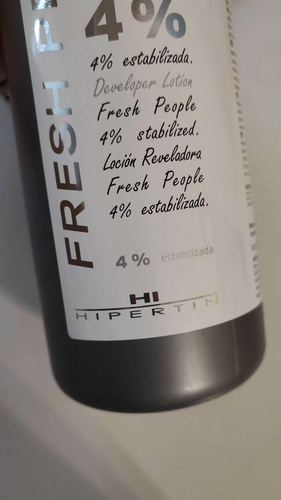 4%
4% estabilizada.
Developer Lotion
Fresh People
4% stabilized.
Loción Reveladora
Fresh People
4% estabilizada.
FRESH
4% estabilizada
HI
HIPERTIN